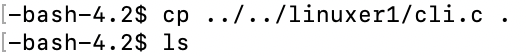 [-bash-4.2$ cp ../../linuxer1/cli.c .
[-bash-4.2$ ls